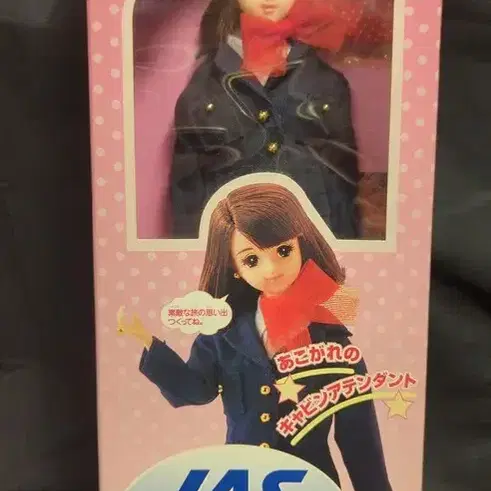 素敵な旅の思い出
つくってね。
あこがれの
キャビンアテンダント
JAS